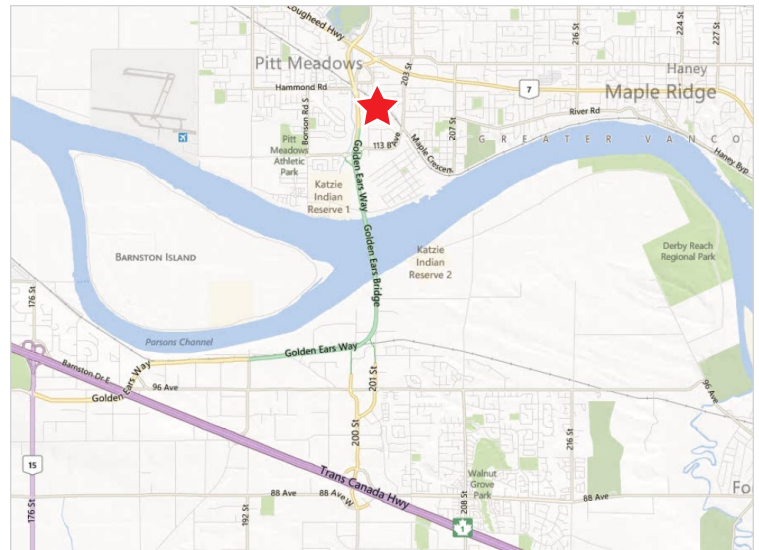 Lougheed Hwy
216 St
224 St
227 St
Pitt Meadows
203 St
Haney
Hammond Rd
7
Maple Ridge
Bonson Rd S
River Rd
207 St
GREATER VANCO
Pitt
Meadows
Athletic
Park
113 B Ave
Maple Crescen
Haney Byp
Golden Ears Way
Katzie
Indian
Reserve 1
Golden Ears Bridge
Katzie
Indian
Reserve 2
Derby Reach
Regional Park
BARNSTON ISLAND
176 St
Parsons Channel
Golden Ears Way
Barnston Dr E
Golden Ears Way
96 Ave
201 St
96 Ave
200 St
216 St
15
Trans Canada Hwy
Walnut
Grove
Park
Fo
88 Ave
88 Ave W
88 Ave
176 St
192 St
208 St
1